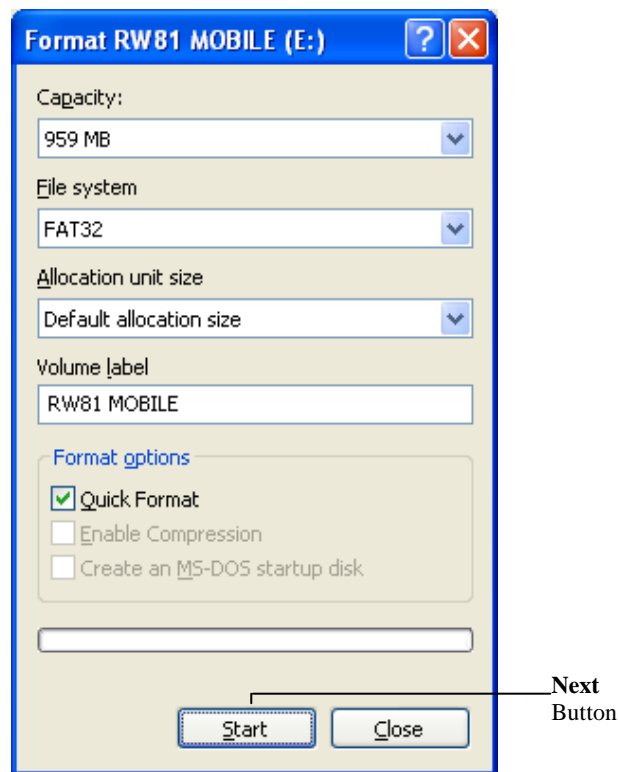 Format RW81 MOBILE (E:)
Capacity:
959 MB
File system
FAT32
Allocation unit size
Default allocation size
Volume label
RW81 MOBILE
Format options
Quick Format
Enable Compression
Create an MS-DOS startup disk
Start
Close
Next
Button